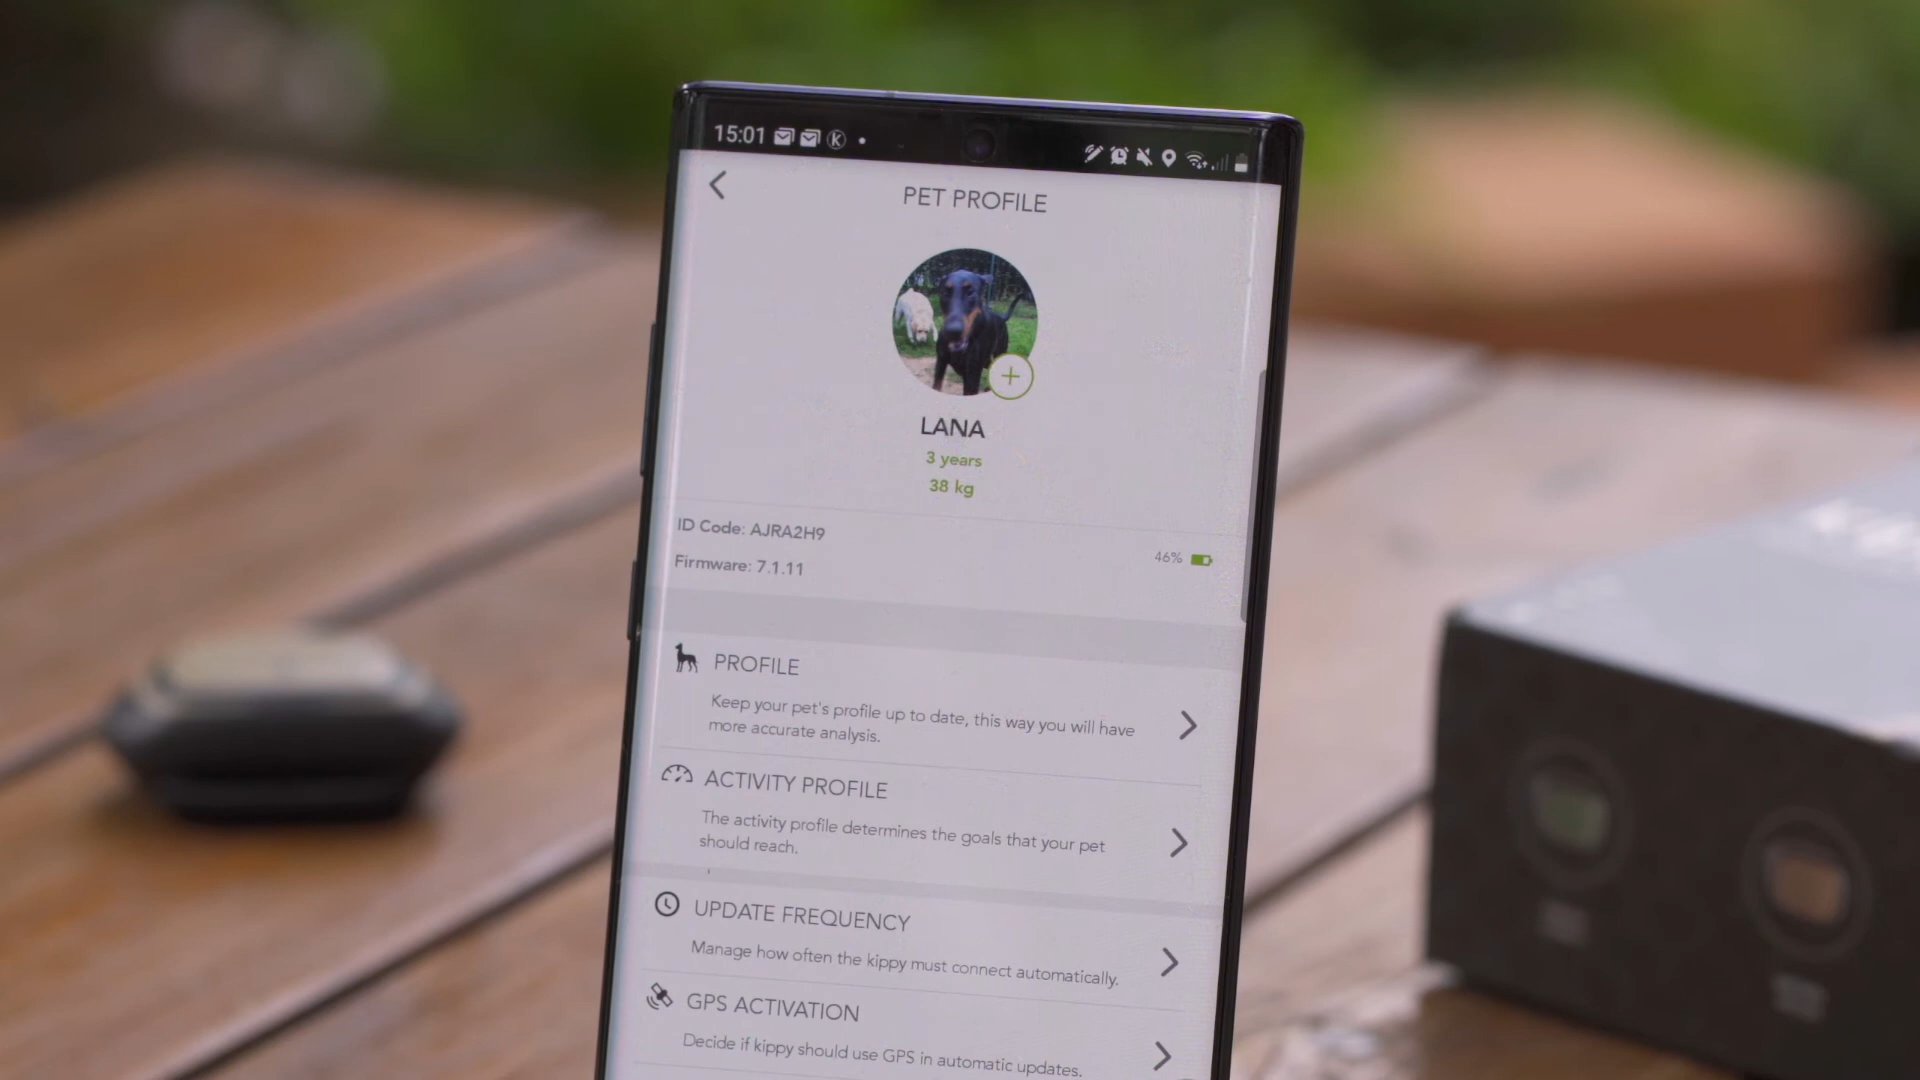 15:01
PET PROFILE
LANA
3 years
38 kg
ID Code: AJRA2H9
46%
Firmware: 7.1.11
PROFILE
Keep your pet's profile up to date, this way you will have
more accurate analysis.
ACTIVITY PROFILE
The activity profile determines the goals that your pet
should reach.
UPDATE FREQUENCY
Manage how often the kippy must connect automatically.
GPS ACTIVATION
Decide if kippy should use GPS in automatic updates.